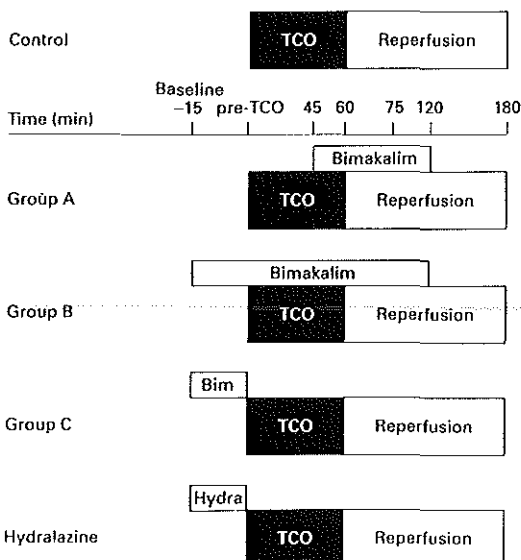 Control
TCO Reperfusion
Baseline
Time (min) −15 pre-TCO 45 60 75 120 180
Bimakalim
Group A TCO Reperfusion
Bimakalim
Group B TCO Reperfusion
Bim
Group C TCO Reperfusion
Hydra
Hydralazine TCO Reperfusion